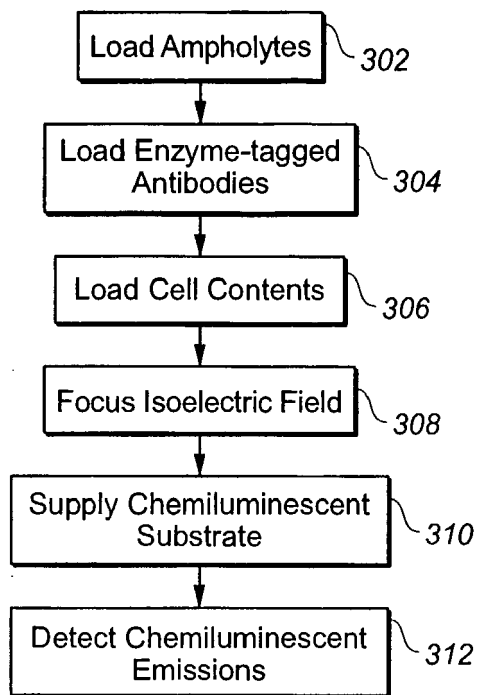 Load Ampholytes
302
Load Enzyme-tagged
Antibodies
304
Load Cell Contents
306
Focus Isoelectric Field
308
Supply Chemiluminescent
Substrate
310
Detect Chemiluminescent
Emissions
312